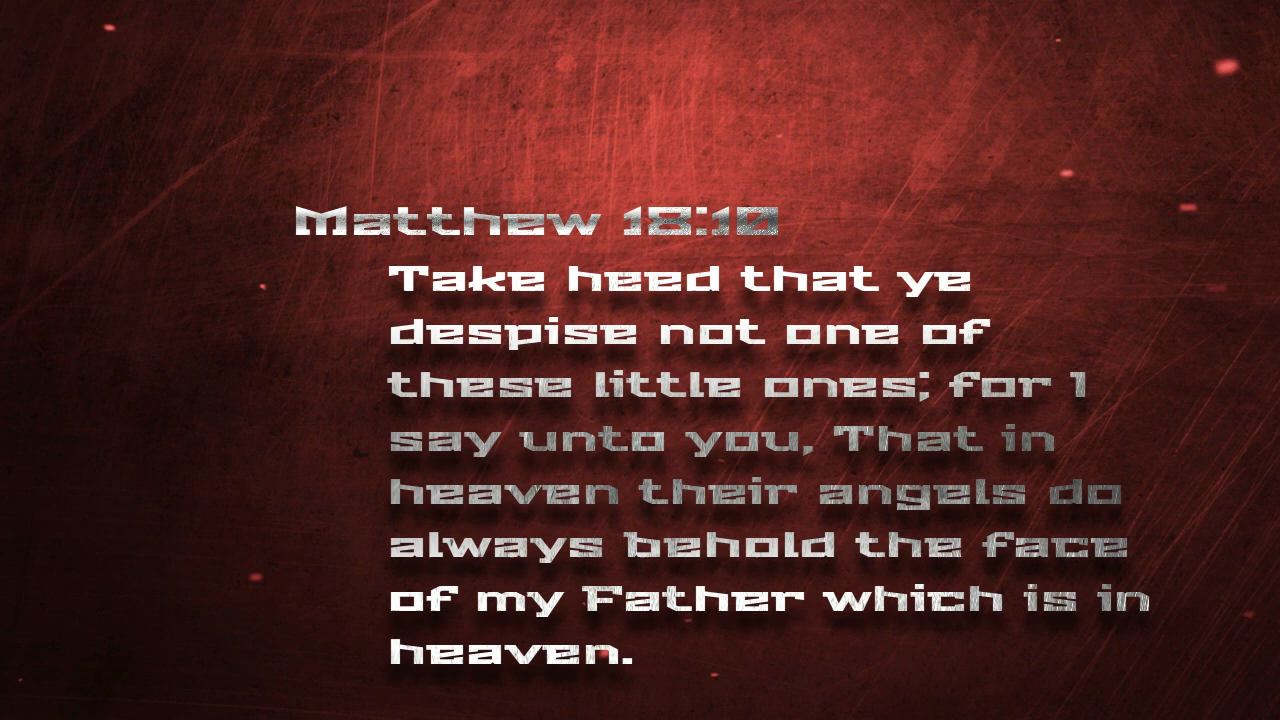 Matthew 18:10
Take heed that ye
despise not one of
these little ones; for I
say unto you, That in
heaven their angels do
always behold the face
of my Father which is in
heaven.